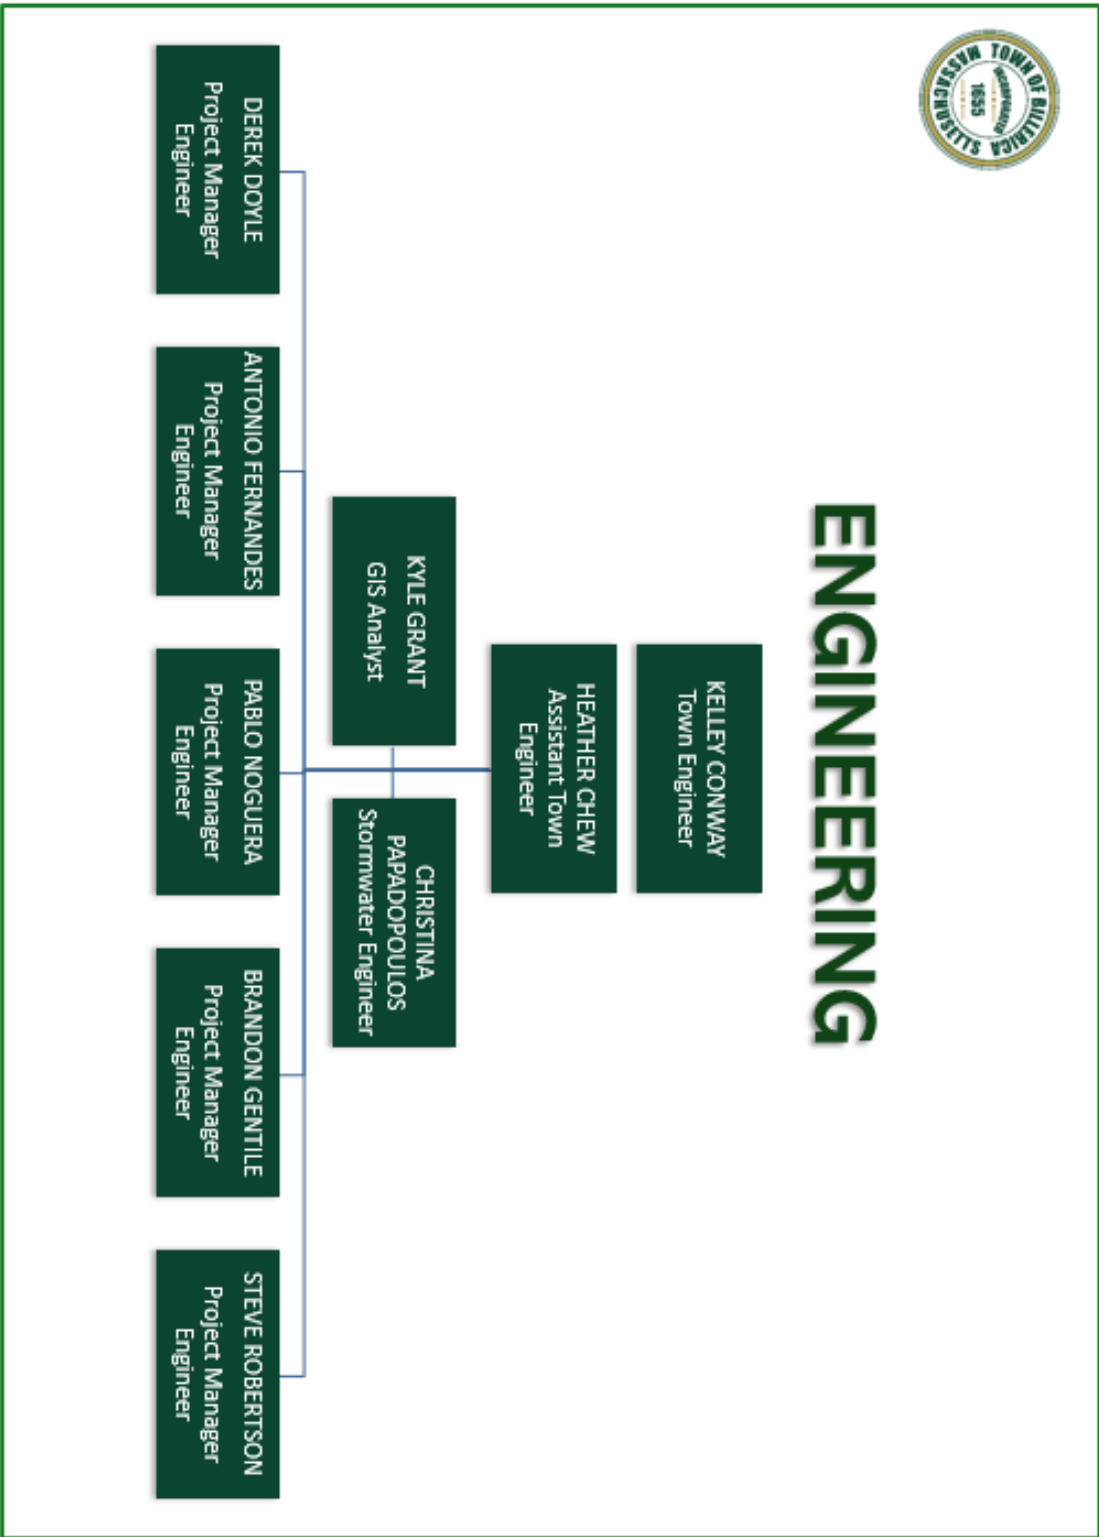 TOWN OF BILLERICA
MASSACHUSETTS
INCORPORATED
1655
ENGINEERING
KELLEY CONWAY
Town Engineer
HEATHER CHEW
Assistant Town
Engineer
KYLE GRANT
GIS Analyst
CHRISTINA
PAPADOPOULOS
Stormwater Engineer
DEREK DOYLE
Project Manager
Engineer
ANTONIO FERNANDES
Project Manager
Engineer
PABLO NOGUERA
Project Manager
Engineer
BRANDON GENTILE
Project Manager
Engineer
STEVE ROBERTSON
Project Manager
Engineer